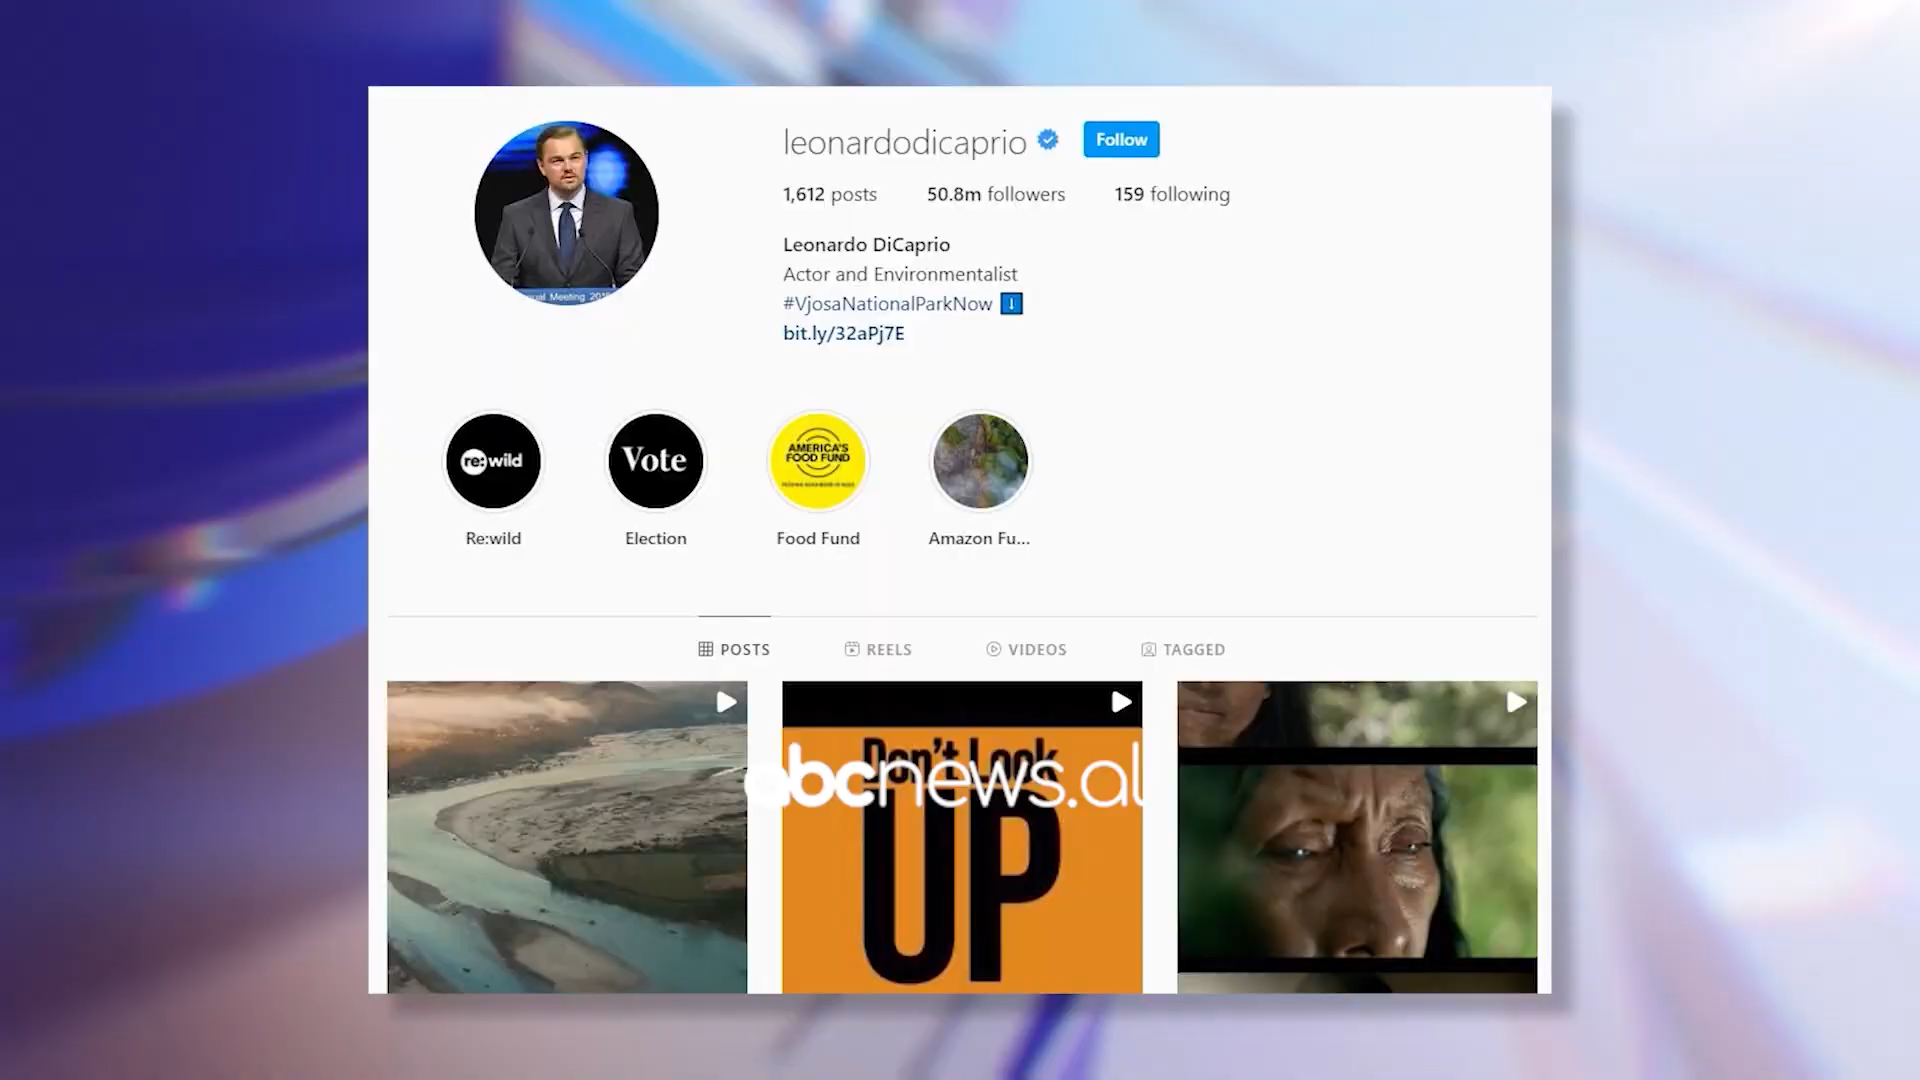 leonardodicaprio
Follow
1,612 posts 50.8m followers 159 following
Leonardo DiCaprio
Actor and Environmentalist
#VjosaNationalParkNow
bit.ly/32aPj7E
re:wild
Vote
AMERICA'S
FOOD FUND
Re:wild
Election
Food Fund
Amazon Fu...
POSTS REELS VIDEOS TAGGED
Don't Look
UP
abcnews.al